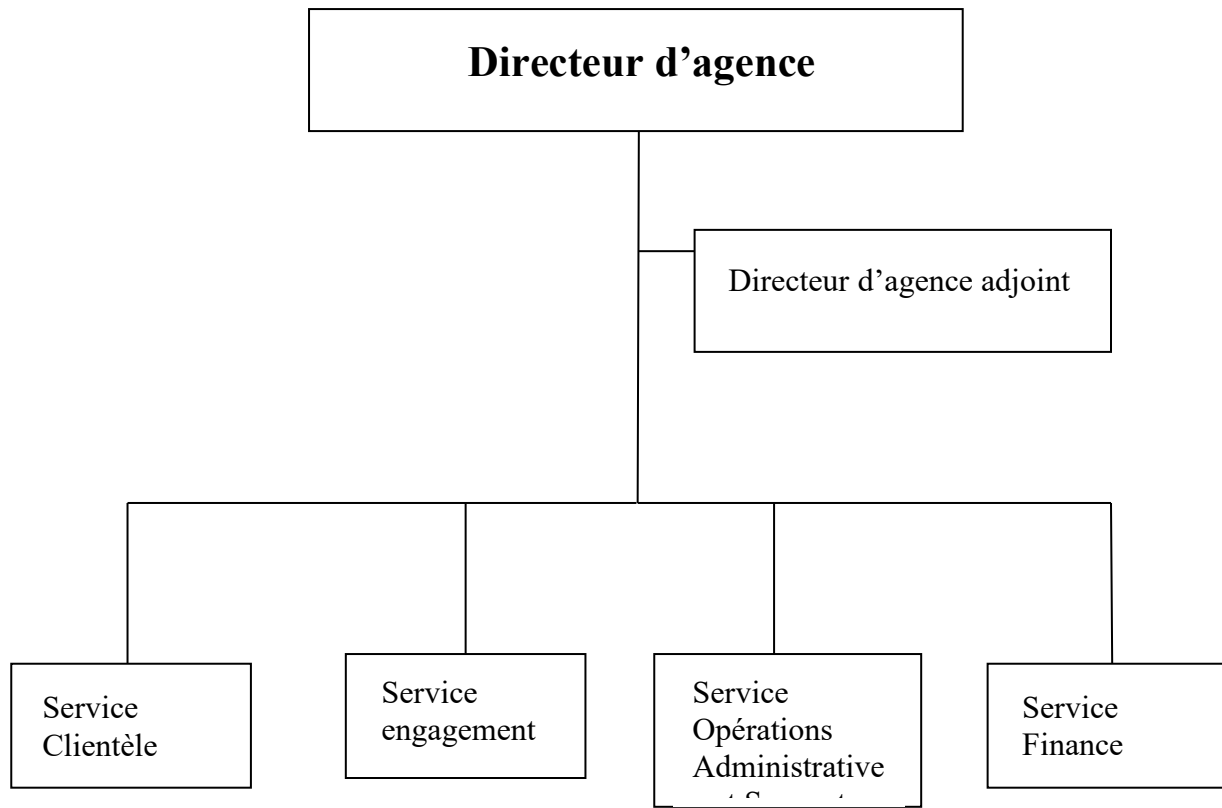 Directeur d’agence
Directeur d’agence adjoint
Service
Clientèle
Service
engagement
Service
Opérations
Administrative
Service
Finance